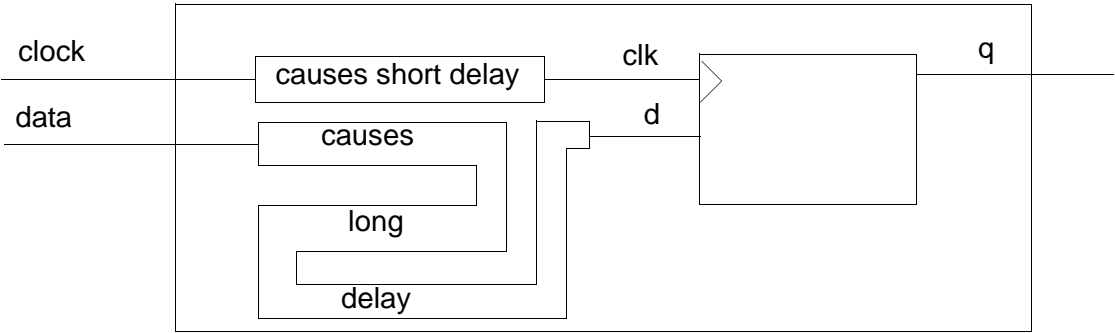 clock
causes short delay
clk
q
data
causes
d
long
delay